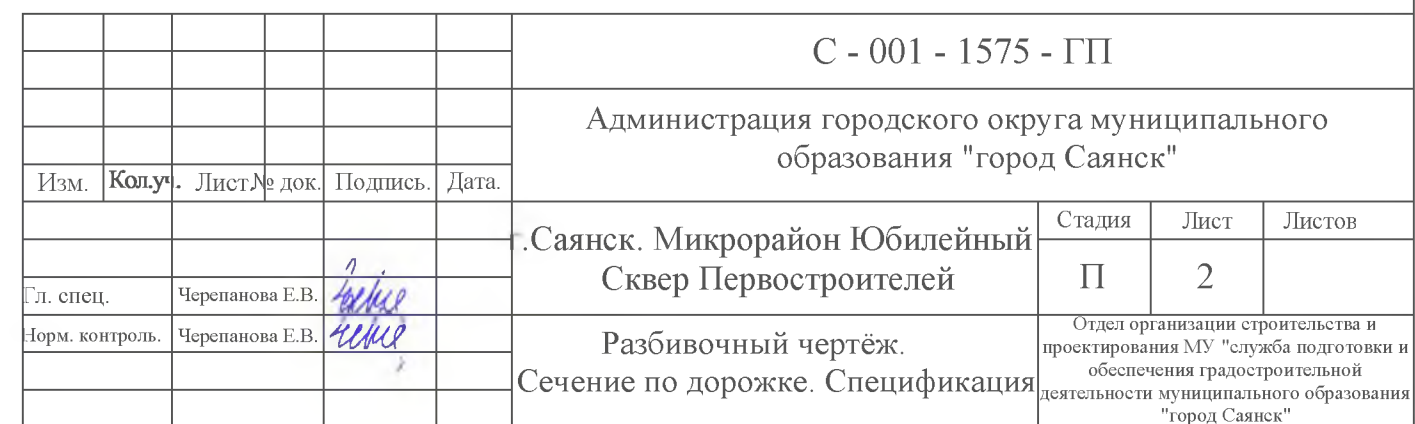 С - 001 - 1575 - ГП
Администрация городского округа муниципального
образования "город Саянск"
Изм. Кол.уч. Лист № док. Подпись. Дата.
г.Саянск. Микрорайон Юбилейный
Сквер Первостроителей
Стадия Лист Листов
П 2
Гл. спец. Черепанова Е.В.
Норм. контроль. Черепанова Е.В.
Разбивочный чертёж.
Сечение по дорожке. Спецификация
Отдел организации строительства и
проектирования МУ "служба подготовки и
обеспечения градостроительной
деятельности муниципального образования
"город Саянск"